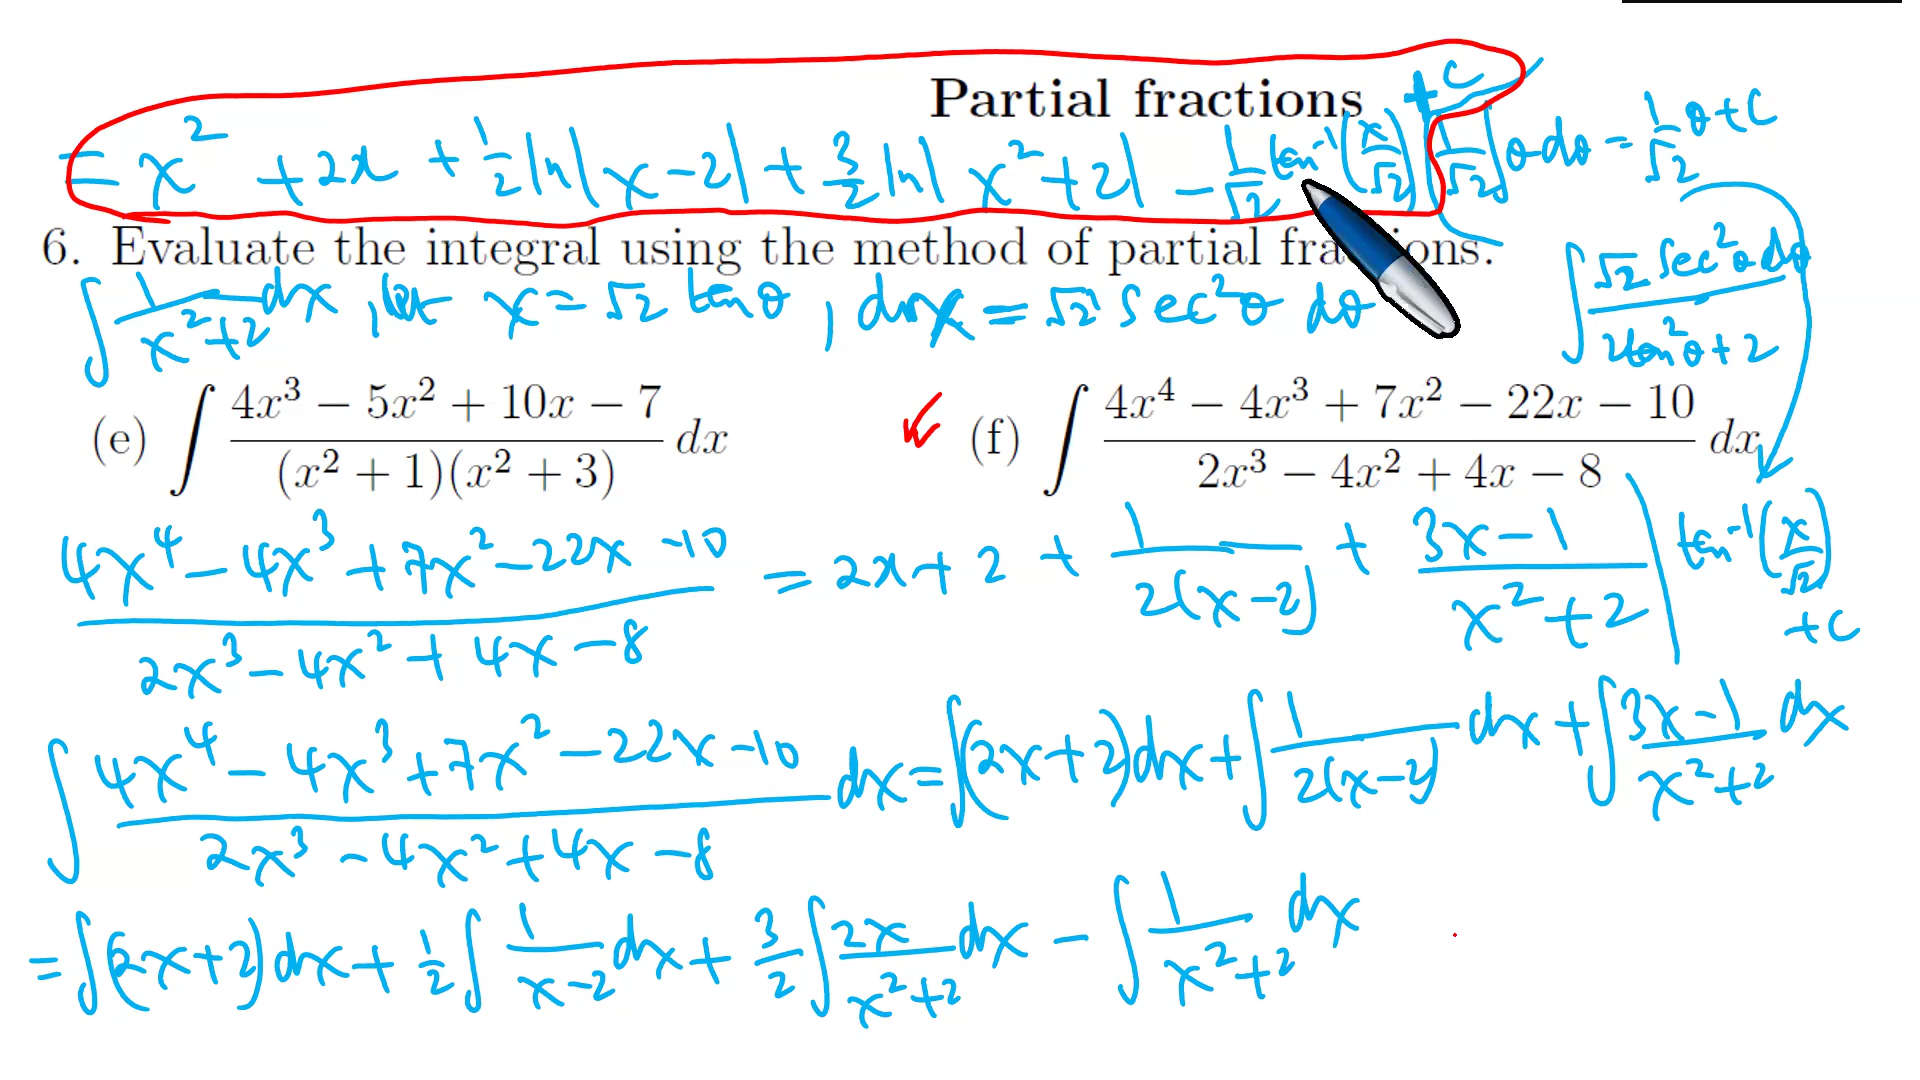 Partial fractions
= x² + 2x + 1/2 ln|x-2| + 3/2 ln|x²+2| - 1/√2 tan⁻¹(x/√2) + C
1/√2 ∫θ dθ = 1/√2 θ + C
6. Evaluate the integral using the method of partial fractions.
∫ 1/(x²+2) dx, let x = √2 tanθ, dx = √2 sec²θ dθ
∫ √2 sec²θ dθ / (2tan²θ + 2)
(e) ∫ (4x³ − 5x² + 10x − 7)/((x² + 1)(x² + 3)) dx
(f) ∫ (4x⁴ − 4x³ + 7x² − 22x − 10)/(2x³ − 4x² + 4x − 8) dx
(4x⁴ - 4x³ + 7x² - 22x - 10)/(2x³ - 4x² + 4x - 8) = 2x + 2 + 1/(2(x-2)) + (3x-1)/(x²+2)
tan⁻¹(x/√2) + C
∫ (4x⁴ - 4x³ + 7x² - 22x - 10)/(2x³ - 4x² + 4x - 8) dx = ∫(2x+2)dx + ∫ 1/(2(x-2)) dx + ∫ (3x-1)/(x²+2) dx
= ∫(2x+2)dx + 1/2 ∫ 1/(x-2) dx + 3/2 ∫ 2x/(x²+2) dx - ∫ 1/(x²+2) dx